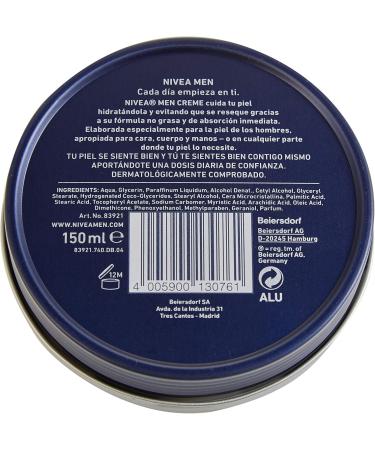 NIVEA MEN
Cada día empieza en ti.
NIVEA® MEN CREME cuida tu piel
hidratándola y evitando que se reseque gracias
a su fórmula no grasa y de absorción inmediata.
Elaborada especialmente para la piel de los hombres,
apropiada para cara, cuerpo y manos – o en cualquier parte
donde tu piel lo necesite.
TU PIEL SE SIENTE BIEN Y TÚ TE SIENTES BIEN CONTIGO MISMO
APORTÁNDOTE UNA DOSIS DIARIA DE CONFIANZA.
DERMATOLÓGICAMENTE COMPROBADO.
INGREDIENTS: Aqua, Glycerin, Paraffinum Liquidum, Alcohol Denat., Cetyl Alcohol, Glyceryl
Stearate, Hydrogenated Coco-Glycerides, Stearyl Alcohol, Cera Microcristallina, Palmitic Acid,
Stearic Acid, Tocopheryl Acetate, Sodium Carbomer, Myristic Acid, Arachidic Acid, Oleic Acid,
Dimethicone, Phenoxyethanol, Methylparaben, Geraniol, Parfum
Art. No. 83921
WWW.NIVEAMEN.COM
150 ml e
83921.740.DB.04
12M
4 005900 130761
Beiersdorf
Beiersdorf AG
D-20245 Hamburg
® = reg. tm. of
Beiersdorf AG,
Germany
ALU
Beiersdorf SA
Avda. de la Industria 31
Tres Cantos - Madrid